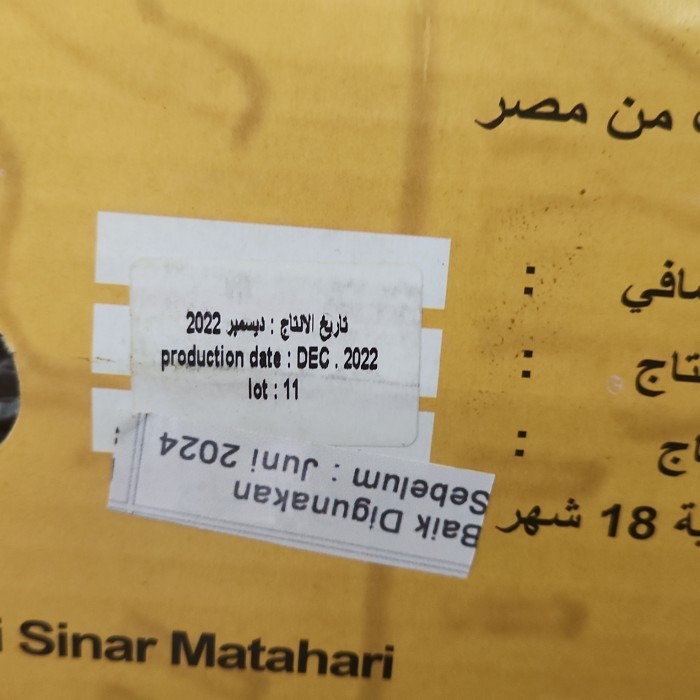 من مصر
تاريخ الانتاج : ديسمبر 2022
production date : DEC . 2022
lot : 11
:
:
:
Baik Digunakan
Sebelum : Juni 2024
18 شهر
Sinar Matahari